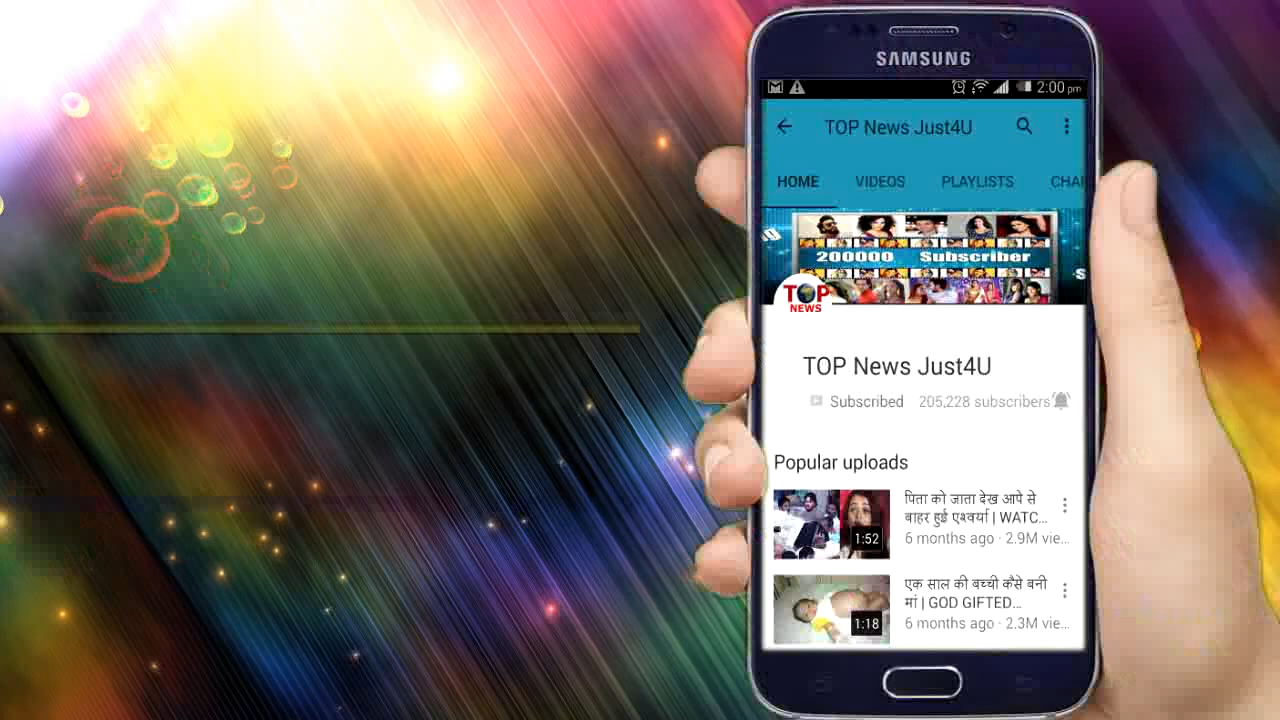 SAMSUNG
2:00 pm
TOP News Just4U
HOME VIDEOS PLAYLISTS CHA
200000 Subscriber
TOP
NEWS
TOP News Just4U
Subscribed 205,228 subscribers
Popular uploads
पिता को जाता देख आपे से
बाहर हुई एश्वर्या | WATC...
1:52
6 months ago · 2.9M vie...
एक साल की बच्ची कैसे बनी
मां | GOD GIFTED...
1:18
6 months ago · 2.3M vie...